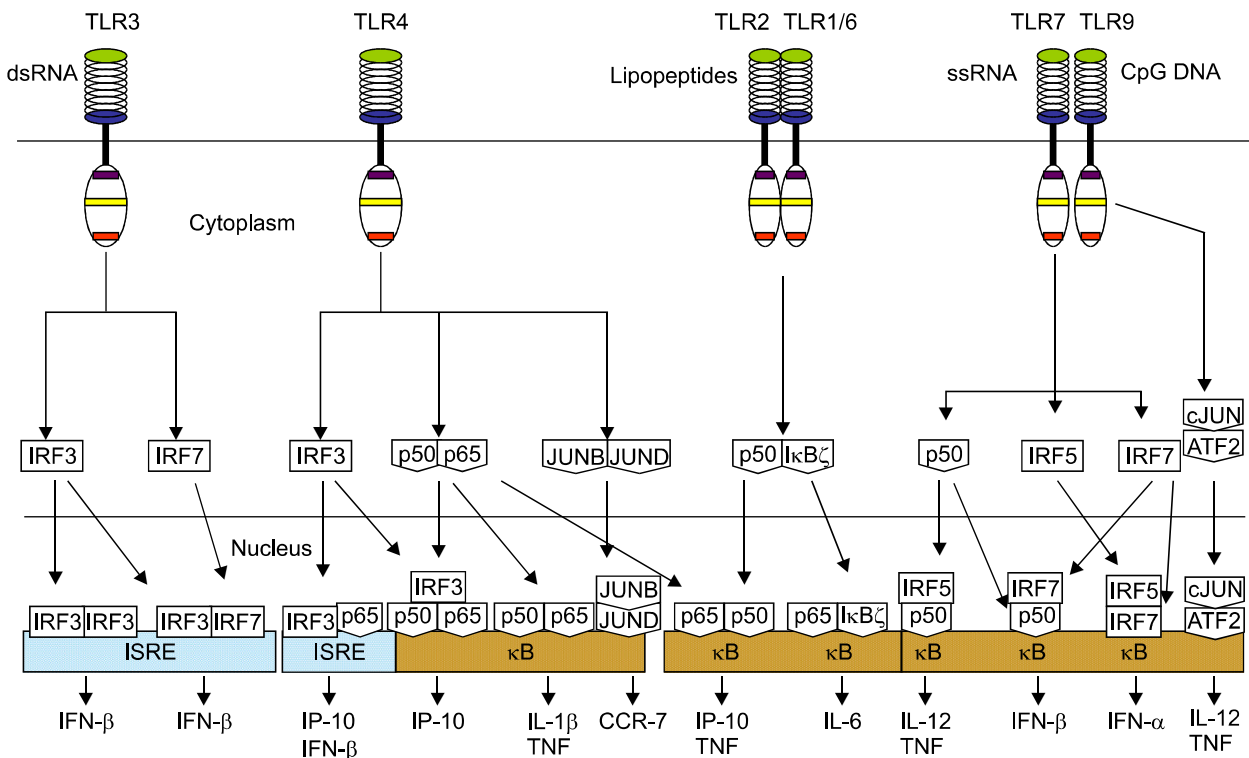 TLR3
TLR4
TLR2
TLR1/6
TLR7
TLR9
dsRNA
Lipopeptides
ssRNA
CpG DNA
Cytoplasm
IRF3
IRF7
IRF3
p50
p65
JUNB
JUND
p50
IκBζ
p50
IRF5
IRF7
cJUN
ATF2
Nucleus
IRF3
IRF3
IRF3
IRF7
IRF3
p65
IRF3
p50
p65
p50
p65
JUNB
JUND
p65
p50
p65
IκBζ
IRF5
p50
IRF7
p50
IRF5
IRF7
cJUN
ATF2
ISRE
ISRE
κB
κB
κB
κB
κB
κB
IFN-β
IFN-β
IP-10
IFN-β
IP-10
IL-1β
TNF
CCR-7
IP-10
TNF
IL-6
IL-12
TNF
IFN-β
IFN-α
IL-12
TNF